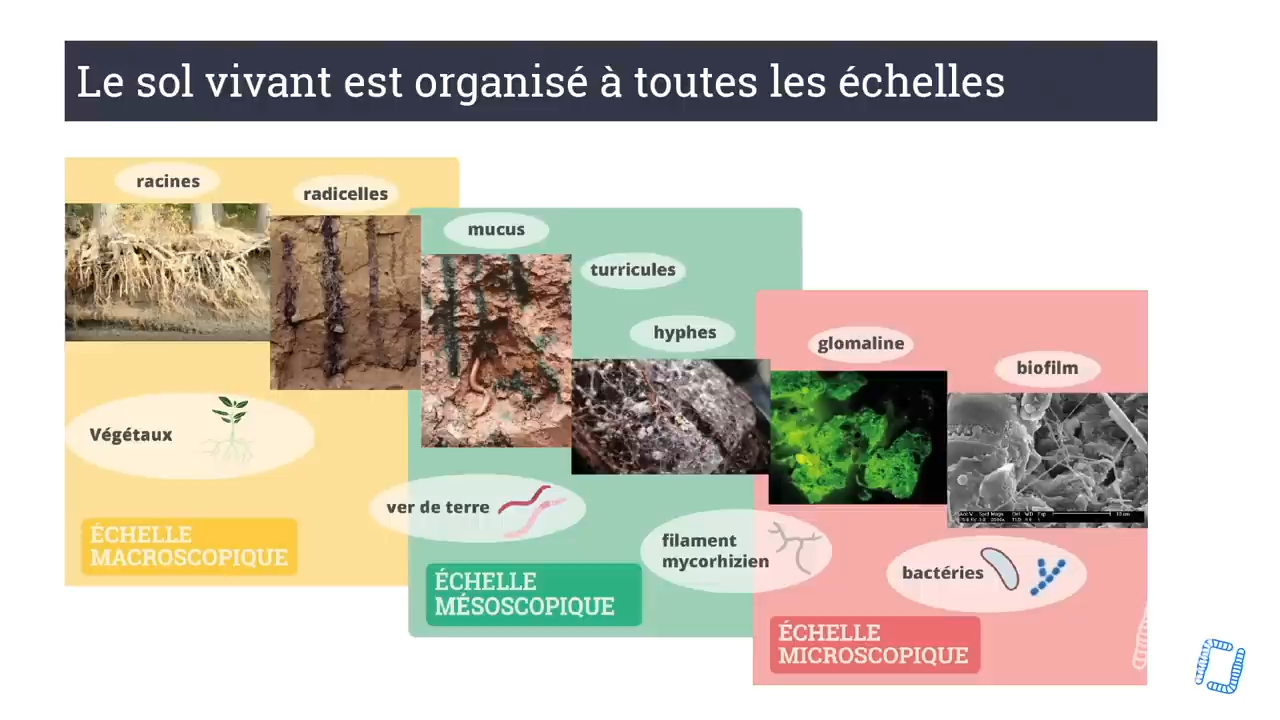 Le sol vivant est organisé à toutes les échelles
racines
radicelles
mucus
turricules
hyphes
glomaline
biofilm
Végétaux
ver de terre
filament
mycorhizien
bactéries
ÉCHELLE
MACROSCOPIQUE
ÉCHELLE
MÉSOSCOPIQUE
ÉCHELLE
MICROSCOPIQUE